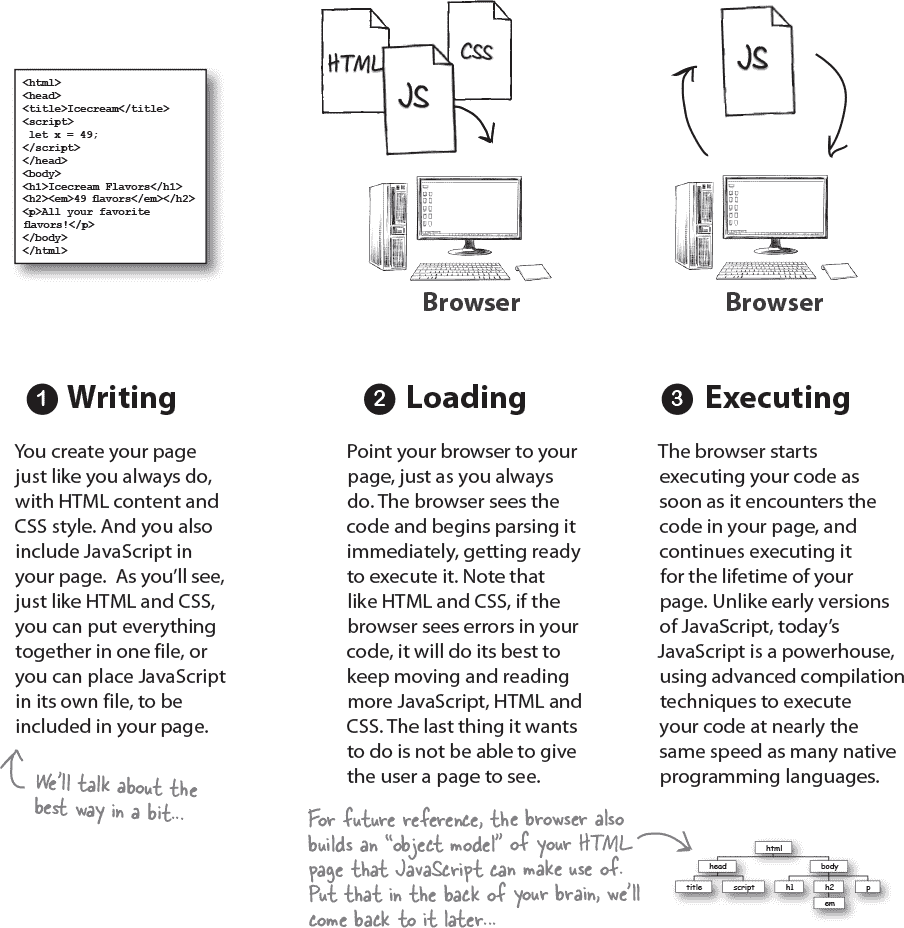 <html>
<head>
<title>Icecream</title>
<script>
let x = 49;
</script>
</head>
<body>
<h1>Icecream Flavors</h1>
<h2><em>49 flavors</em></h2>
<p>All your favorite
flavors!</p>
</body>
</html>
HTML
JS
CSS
Browser
JS
Browser
1 Writing
You create your page
just like you always do,
with HTML content and
CSS style. And you also
include JavaScript in
your page. As you'll see,
just like HTML and CSS,
you can put everything
together in one file, or
you can place JavaScript
in its own file, to be
included in your page.
We'll talk about the
best way in a bit...
2 Loading
Point your browser to your
page, just as you always
do. The browser sees the
code and begins parsing it
immediately, getting ready
to execute it. Note that
like HTML and CSS, if the
browser sees errors in your
code, it will do its best to
keep moving and reading
more JavaScript, HTML and
CSS. The last thing it wants
to do is not be able to give
the user a page to see.
For future reference, the browser also
builds an "object model" of your HTML
page that JavaScript can make use of.
Put that in the back of your brain, we'll
come back to it later...
3 Executing
The browser starts
executing your code as
soon as it encounters the
code in your page, and
continues executing it
for the lifetime of your
page. Unlike early versions
of JavaScript, today's
JavaScript is a powerhouse,
using advanced compilation
techniques to execute
your code at nearly the
same speed as many native
programming languages.
html
head body
title script h1 h2 p
em